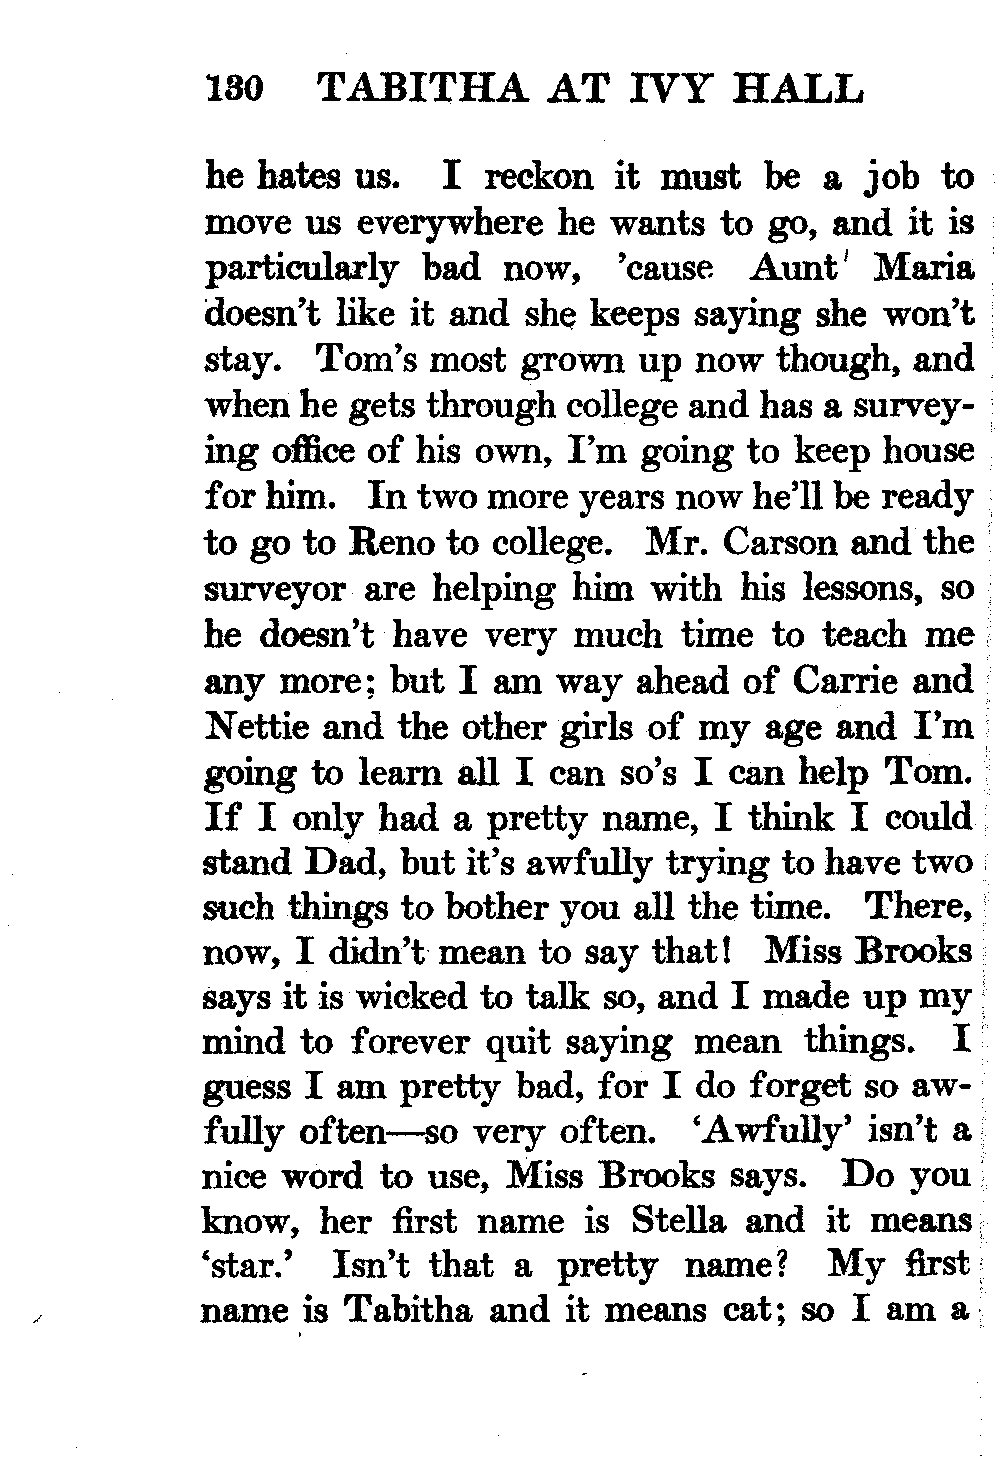 130 TABITHA AT IVY HALL
he hates us. I reckon it must be a job to
move us everywhere he wants to go, and it is
particularly bad now, ’cause Aunt Maria
doesn’t like it and she keeps saying she won’t
stay. Tom’s most grown up now though, and
when he gets through college and has a survey-
ing office of his own, I’m going to keep house
for him. In two more years now he’ll be ready
to go to Reno to college. Mr. Carson and the
surveyor are helping him with his lessons, so
he doesn’t have very much time to teach me
any more; but I am way ahead of Carrie and
Nettie and the other girls of my age and I’m
going to learn all I can so’s I can help Tom.
If I only had a pretty name, I think I could
stand Dad, but it’s awfully trying to have two
such things to bother you all the time. There,
now, I didn’t mean to say that! Miss Brooks
says it is wicked to talk so, and I made up my
mind to forever quit saying mean things. I
guess I am pretty bad, for I do forget so aw-
fully often—so very often. ‘Awfully’ isn’t a
nice word to use, Miss Brooks says. Do you
know, her first name is Stella and it means
‘star.’ Isn’t that a pretty name? My first
name is Tabitha and it means cat; so I am a